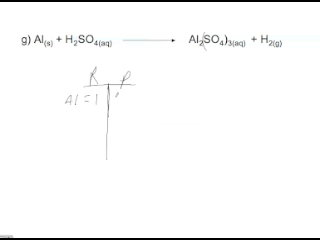 g) Al(s) + H₂SO₄(aq) ⟶ Al₂(SO₄)₃(aq) + H₂(g)
R P
Al = 1